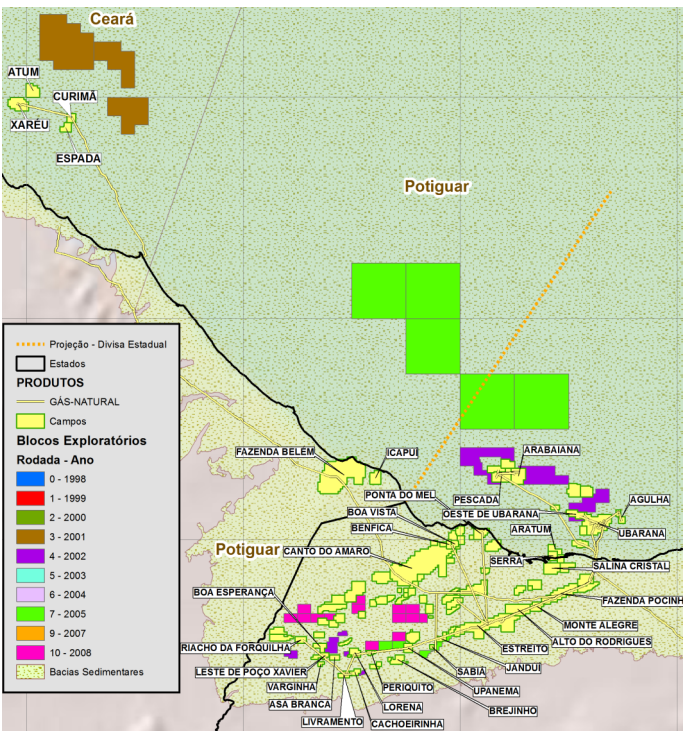 Ceará
ATUM
CURIMÃ
XARÉU
ESPADA
Potiguar
Projeção - Divisa Estadual
Estados
PRODUTOS
GÁS-NATURAL
Campos
Blocos Exploratórios
Rodada - Ano
0 - 1998
1 - 1999
2 - 2000
3 - 2001
4 - 2002
5 - 2003
6 - 2004
7 - 2005
9 - 2007
10 - 2008
Bacias Sedimentares
FAZENDA BELÉM
ICAPUÍ
ARABAIANA
PONTA DO MEL
PESCADA
AGULHA
BOA VISTA
OESTE DE UBARANA
BENFICA
ARATUM
UBARANA
Potiguar
CANTO DO AMARO
SERRA
SALINA CRISTAL
BOA ESPERANÇA
FAZENDA POCINH
MONTE ALEGRE
RIACHO DA FORQUILHA
ALTO DO RODRIGUES
ESTREITO
LESTE DE POÇO XAVIER
SABIÁ
JANDUÍ
VARGINHA
PERIQUITO
UPANEMA
ASA BRANCA
LORENA
BREJINHO
LIVRAMENTO
CACHOEIRINHA